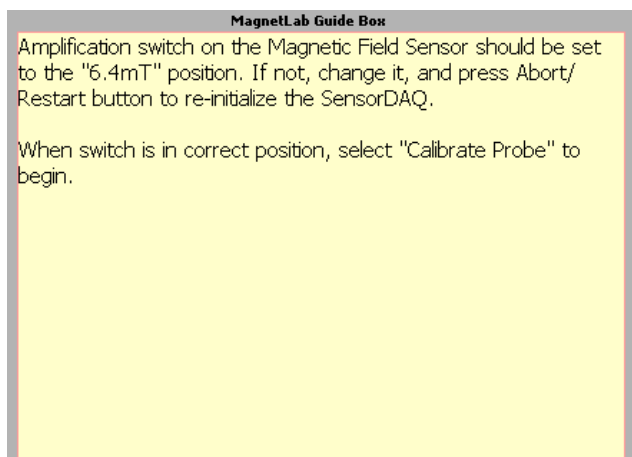 MagnetLab Guide Box
Amplification switch on the Magnetic Field Sensor should be set
to the "6.4mT" position. If not, change it, and press Abort/
Restart button to re-initialize the SensorDAQ.
When switch is in correct position, select "Calibrate Probe" to
begin.